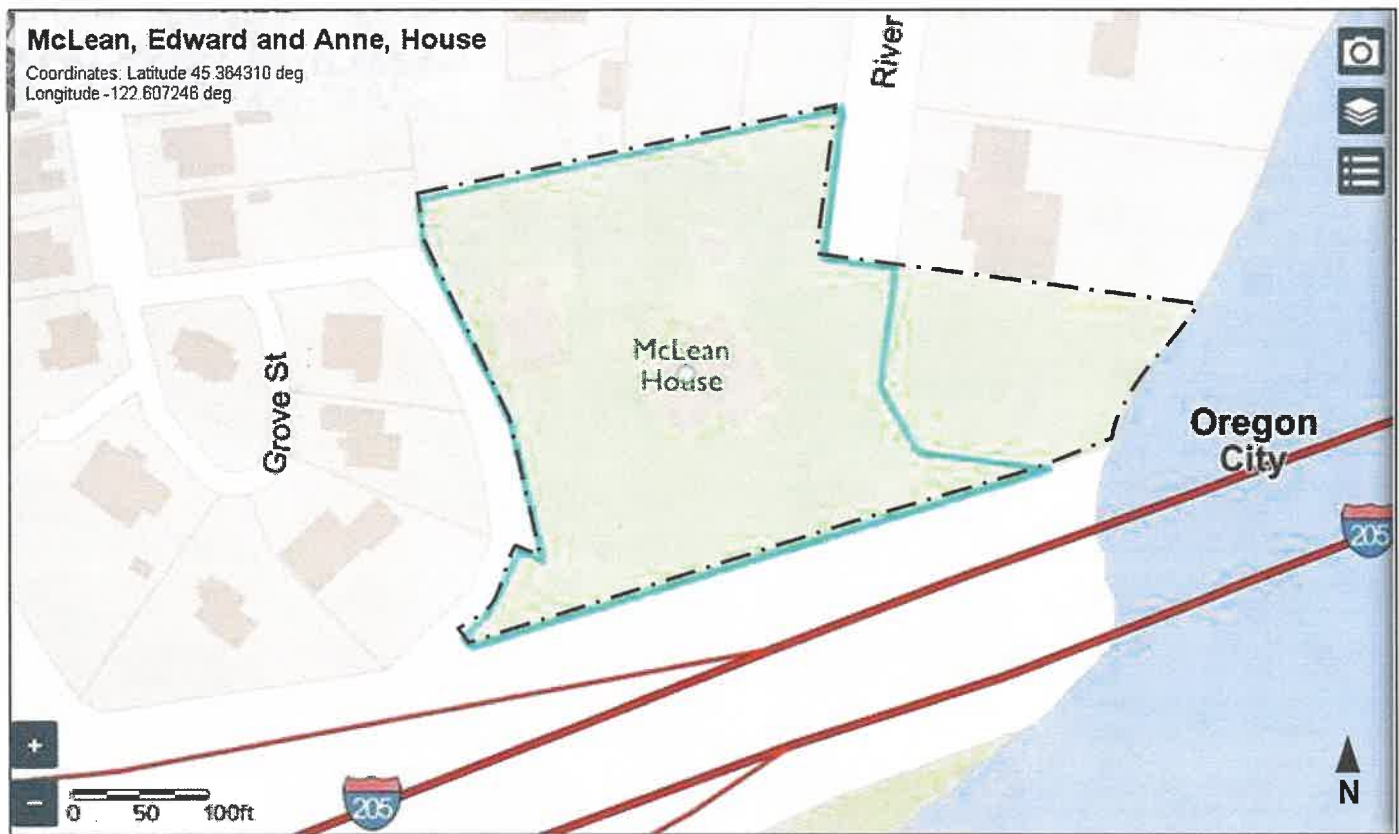 McLean, Edward and Anne, House
Coordinates: Latitude 45.384310 deg
Longitude -122.607246 deg
River
McLean
House
Grove St
Oregon
City
205
205
+
−
0 50 100ft
N